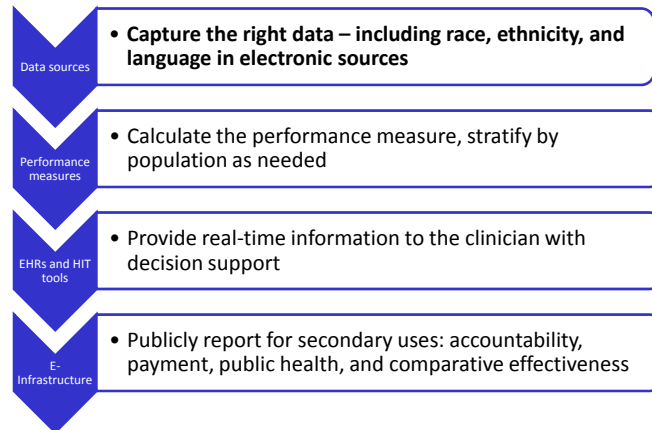 • Capture the right data – including race, ethnicity, and
language in electronic sources
Data sources
• Calculate the performance measure, stratify by
population as needed
Performance
measures
• Provide real-time information to the clinician with
decision support
EHRs and HIT
tools
• Publicly report for secondary uses: accountability,
payment, public health, and comparative effectiveness
E-
Infrastructure